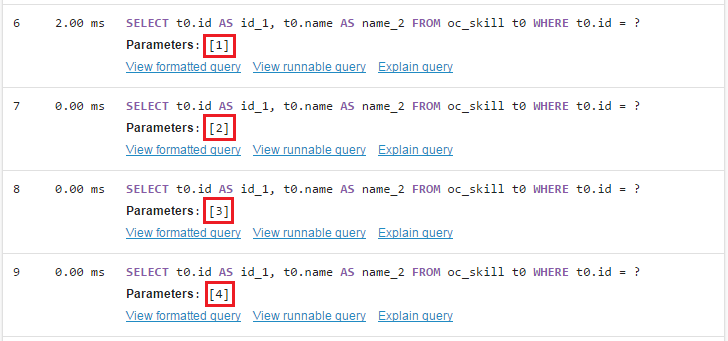 6 2.00 ms SELECT t0.id AS id_1, t0.name AS name_2 FROM oc_skill t0 WHERE t0.id = ?
Parameters: [1]
View formatted query View runnable query Explain query
7 0.00 ms SELECT t0.id AS id_1, t0.name AS name_2 FROM oc_skill t0 WHERE t0.id = ?
Parameters: [2]
View formatted query View runnable query Explain query
8 0.00 ms SELECT t0.id AS id_1, t0.name AS name_2 FROM oc_skill t0 WHERE t0.id = ?
Parameters: [3]
View formatted query View runnable query Explain query
9 0.00 ms SELECT t0.id AS id_1, t0.name AS name_2 FROM oc_skill t0 WHERE t0.id = ?
Parameters: [4]
View formatted query View runnable query Explain query